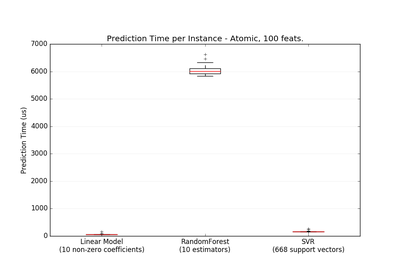 Prediction Time per Instance - Atomic, 100 feats.
7000
6000
5000
4000
3000
2000
1000
0
Prediction Time (us)
Linear Model
(10 non-zero coefficients)
RandomForest
(10 estimators)
SVR
(668 support vectors)